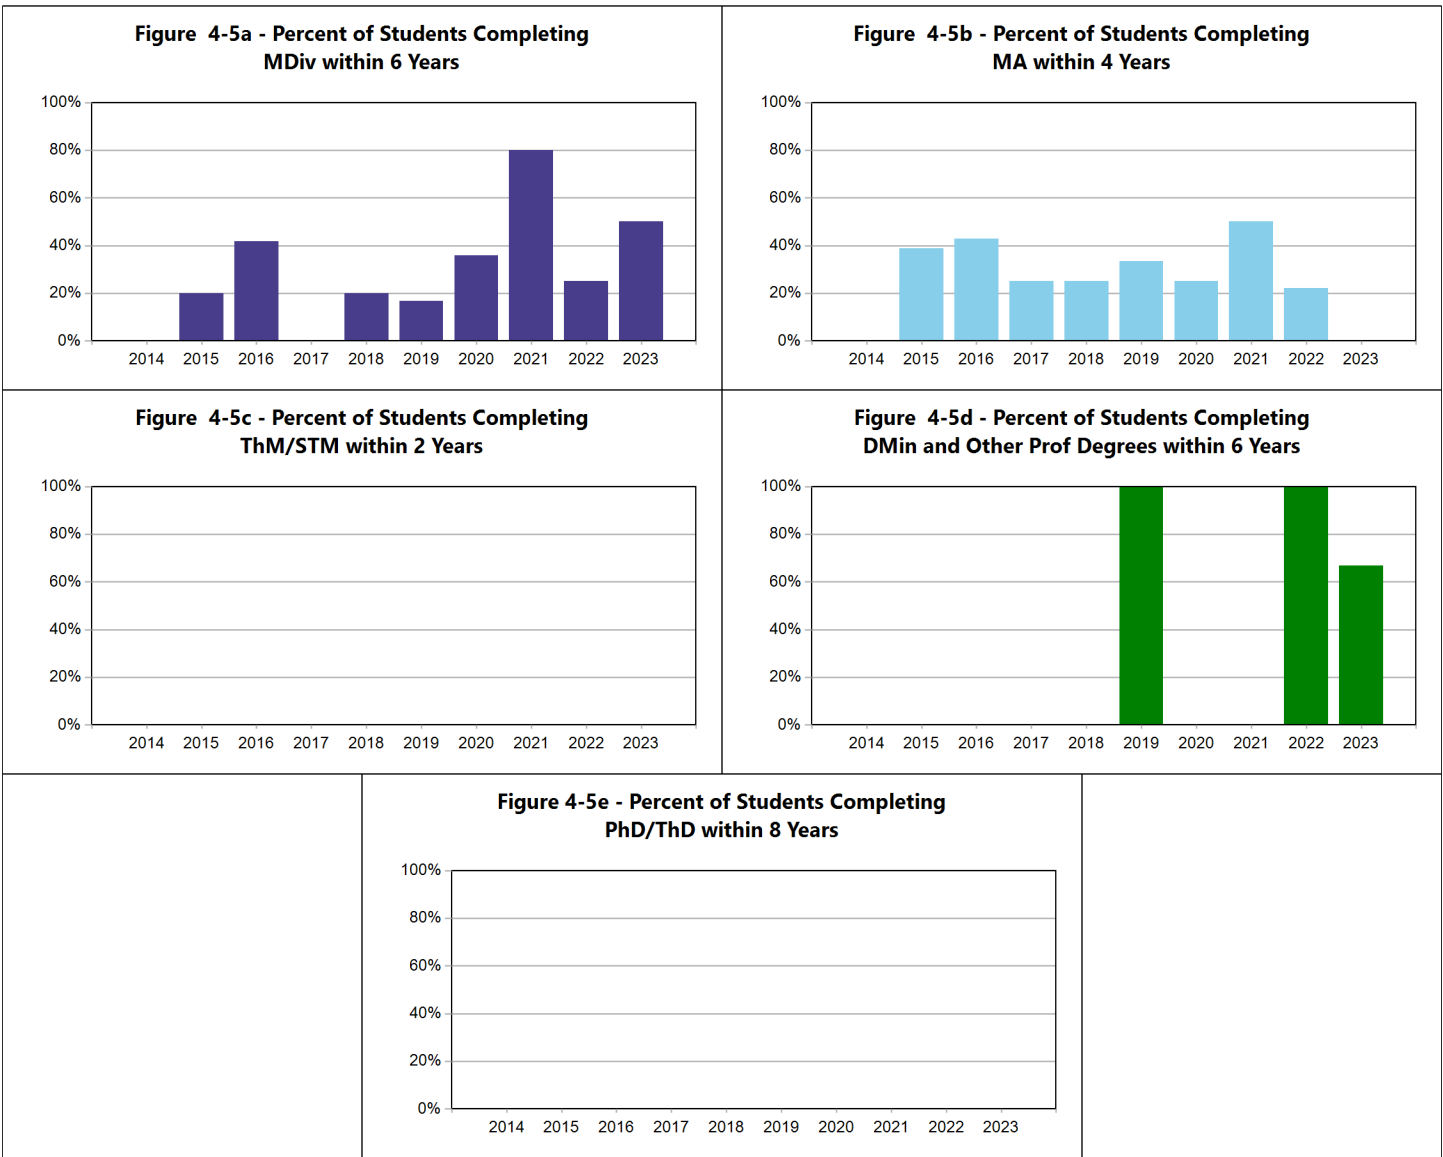 Figure  4-5a - Percent of Students Completing
MDiv within 6 Years
100%
80%
60%
40%
20%
0%
2014 2015 2016 2017 2018 2019 2020 2021 2022 2023
Figure  4-5b - Percent of Students Completing
MA within 4 Years
100%
80%
60%
40%
20%
0%
2014 2015 2016 2017 2018 2019 2020 2021 2022 2023
Figure  4-5c - Percent of Students Completing
ThM/STM within 2 Years
100%
80%
60%
40%
20%
0%
2014 2015 2016 2017 2018 2019 2020 2021 2022 2023
Figure  4-5d - Percent of Students Completing
DMin and Other Prof Degrees within 6 Years
100%
80%
60%
40%
20%
0%
2014 2015 2016 2017 2018 2019 2020 2021 2022 2023
Figure 4-5e - Percent of Students Completing
PhD/ThD within 8 Years
100%
80%
60%
40%
20%
0%
2014 2015 2016 2017 2018 2019 2020 2021 2022 2023